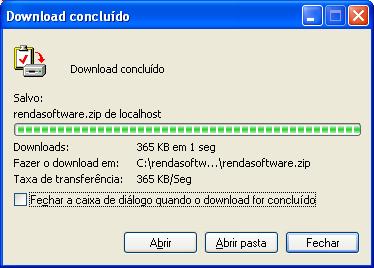 Download concluído
Download concluído
Salvo:
rendasoftware.zip de localhost
Downloads: 365 KB em 1 seg
Fazer o download em: C:\rendasoftw...\rendasoftware.zip
Taxa de transferência: 365 KB/Seg
Fechar a caixa de diálogo quando o download for concluído
Abrir Abrir pasta Fechar